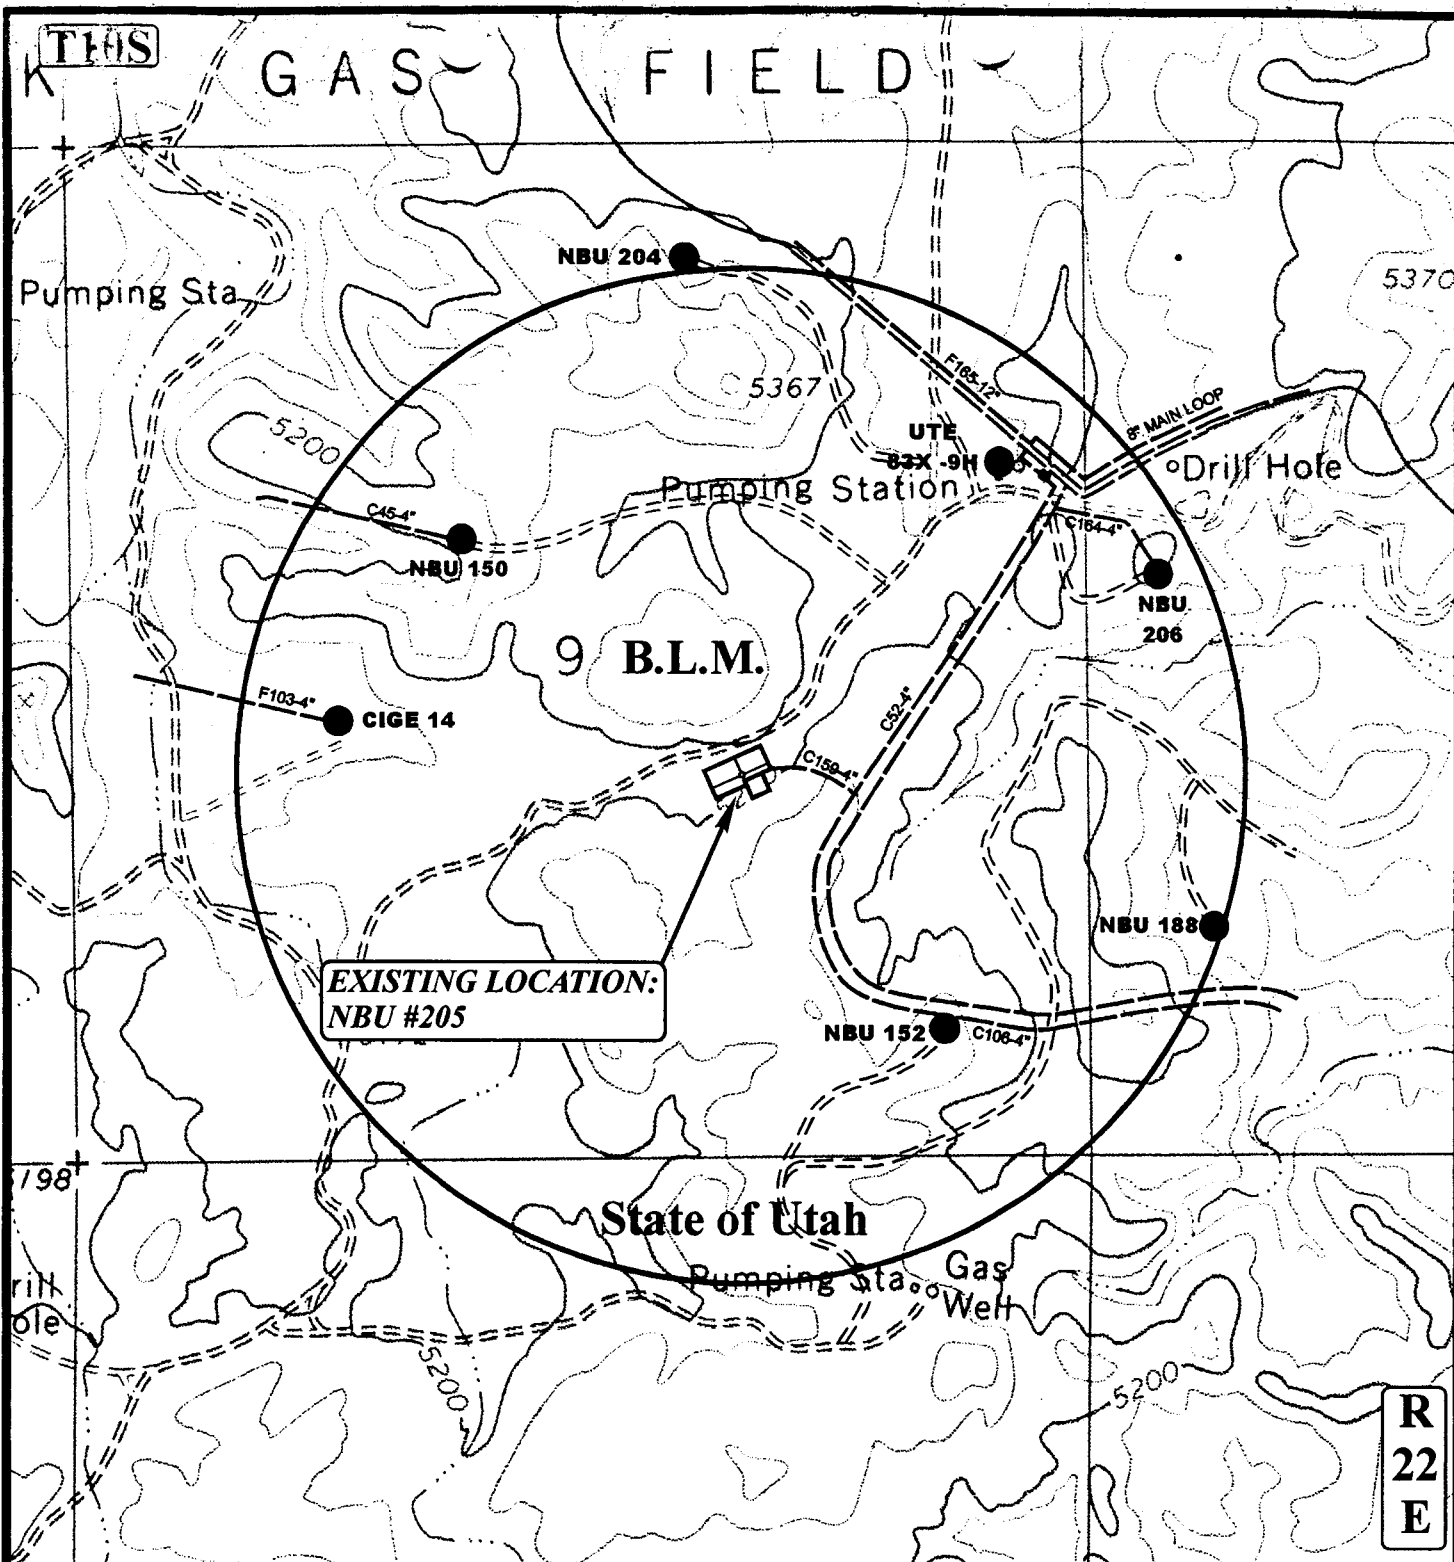 T10S
K GAS FIELD
NBU 204
Pumping Sta
5370
5367
F165-12"
8" MAIN LOOP
5200
UTE
83X -9H
Drill Hole
Pumping Station
C45-4"
C164-4"
NBU 150
NBU
206
9 B.L.M.
F103-4"
CIGE 14
C52-4"
C159-4"
NBU 188
EXISTING LOCATION:
NBU #205
NBU 152
C106-4"
5198
State of Utah
Pumping Sta.
Gas
Well
rill
ole
5200
5200
R
22
E